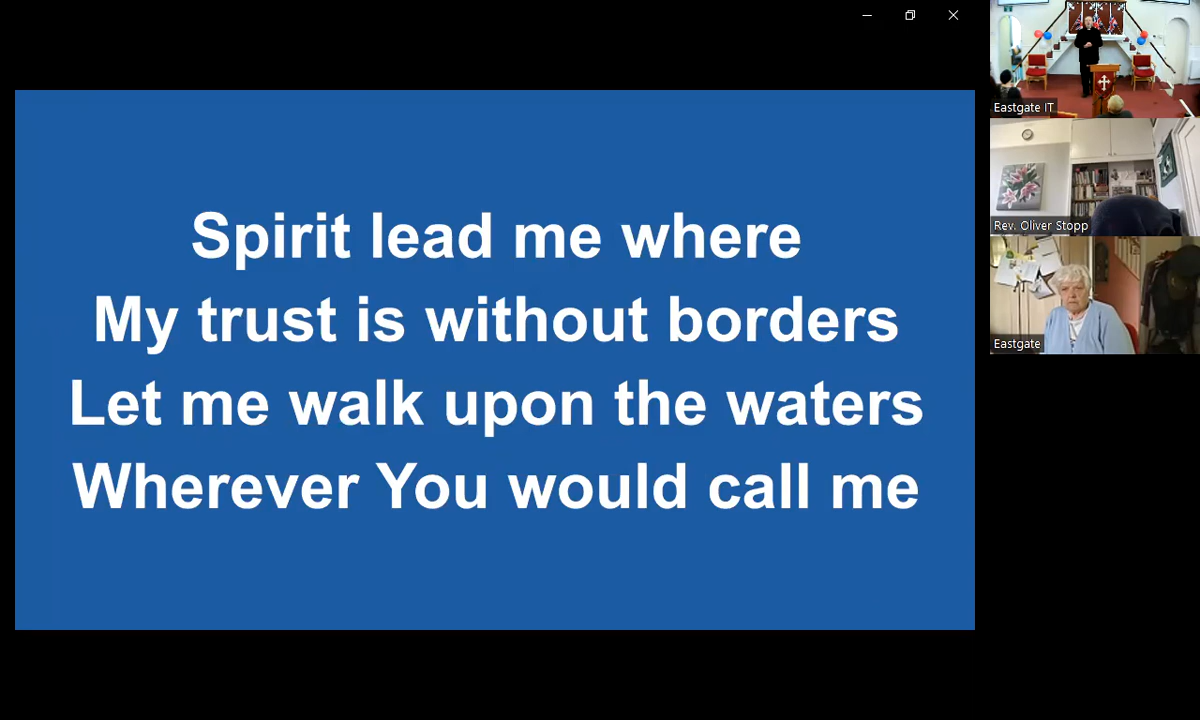 Spirit lead me where
My trust is without borders
Let me walk upon the waters
Wherever You would call me
Eastgate IT
Rev. Oliver Stopp
Eastgate